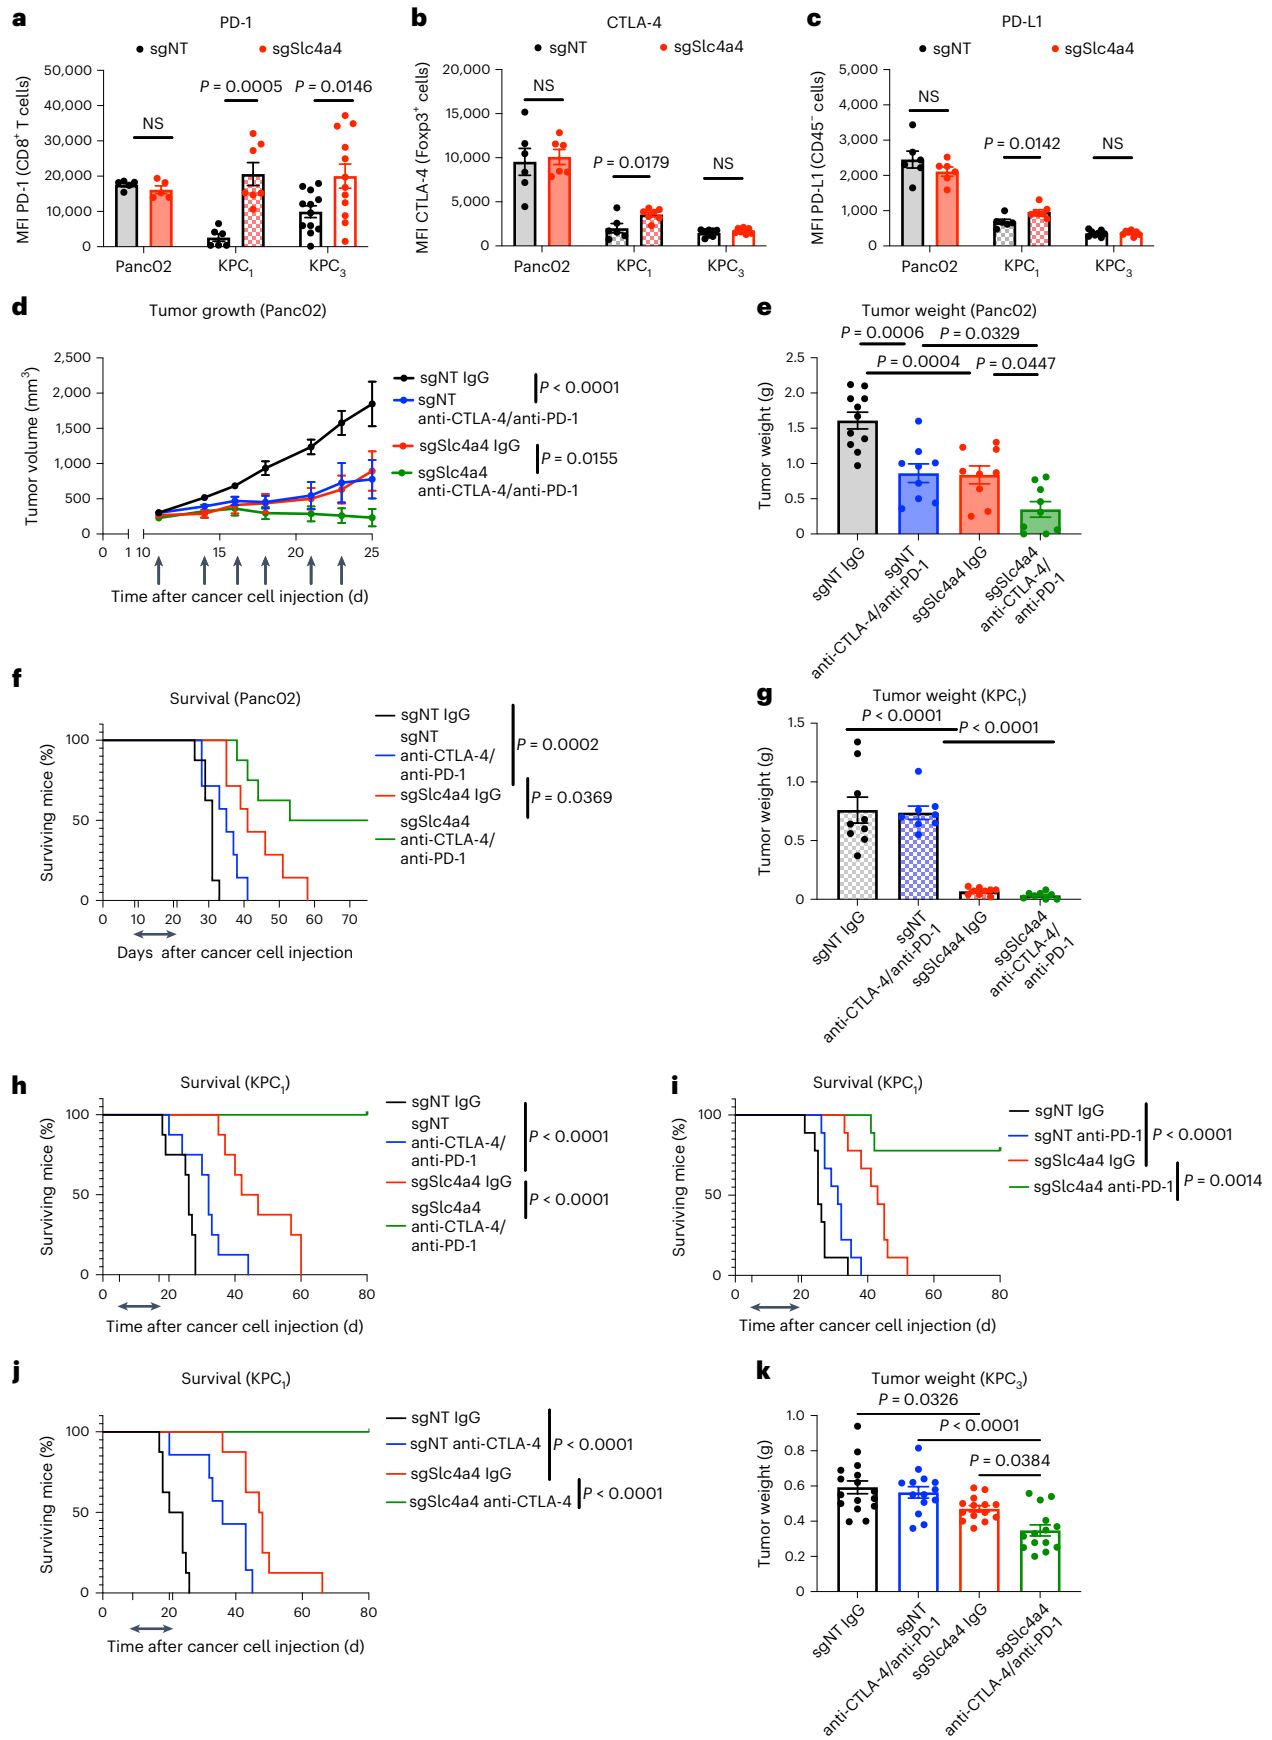 a
PD-1
sgNT
sgSlc4a4
MFI PD-1 (CD8⁺ T cells)
50,000
40,000
30,000
20,000
10,000
0
NS
P = 0.0005
P = 0.0146
Panc02
KPC₁
KPC₃
b
CTLA-4
sgNT
sgSlc4a4
MFI CTLA-4 (Foxp3⁺ cells)
20,000
15,000
10,000
5,000
0
NS
P = 0.0179
NS
Panc02
KPC₁
KPC₃
c
PD-L1
sgNT
sgSlc4a4
MFI PD-L1 (CD45⁻ cells)
5,000
4,000
3,000
2,000
1,000
0
NS
P = 0.0142
NS
Panc02
KPC₁
KPC₃
d
Tumor growth (Panc02)
Tumor volume (mm³)
2,500
2,000
1,500
1,000
500
0
0
1
10
15
20
25
Time after cancer cell injection (d)
sgNT IgG
sgNT
anti-CTLA-4/anti-PD-1
sgSlc4a4 IgG
sgSlc4a4
anti-CTLA-4/anti-PD-1
P < 0.0001
P = 0.0155
e
Tumor weight (Panc02)
P = 0.0006
P = 0.0329
P = 0.0004
P = 0.0447
Tumor weight (g)
2.5
2.0
1.5
1.0
0.5
0
sgNT IgG
sgNT
anti-CTLA-4/anti-PD-1
sgSlc4a4 IgG
sgSlc4a4
anti-CTLA-4/
anti-PD-1
f
Survival (Panc02)
Surviving mice (%)
100
50
0
0
10
20
30
40
50
60
70
Days after cancer cell injection
sgNT IgG
sgNT
anti-CTLA-4/
anti-PD-1
sgSlc4a4 IgG
sgSlc4a4
anti-CTLA-4/
anti-PD-1
P = 0.0002
P = 0.0369
g
Tumor weight (KPC₁)
P < 0.0001
P < 0.0001
Tumor weight (g)
1.5
1.0
0.5
0
sgNT IgG
sgNT
anti-CTLA-4/anti-PD-1
sgSlc4a4 IgG
sgSlc4a4
anti-CTLA-4/
anti-PD-1
h
Survival (KPC₁)
Surviving mice (%)
100
50
0
0
20
40
60
80
Time after cancer cell injection (d)
sgNT IgG
sgNT
anti-CTLA-4/
anti-PD-1
sgSlc4a4 IgG
sgSlc4a4
anti-CTLA-4/
anti-PD-1
P < 0.0001
P < 0.0001
i
Survival (KPC₁)
Surviving mice (%)
100
50
0
0
20
40
60
80
Time after cancer cell injection (d)
sgNT IgG
sgNT anti-PD-1
sgSlc4a4 IgG
sgSlc4a4 anti-PD-1
P < 0.0001
P = 0.0014
j
Survival (KPC₁)
Surviving mice (%)
100
50
0
0
20
40
60
80
Time after cancer cell injection (d)
sgNT IgG
sgNT anti-CTLA-4
sgSlc4a4 IgG
sgSlc4a4 anti-CTLA-4
P < 0.0001
P < 0.0001
k
Tumor weight (KPC₃)
P = 0.0326
P < 0.0001
P = 0.0384
Tumor weight (g)
1.0
0.8
0.6
0.4
0.2
0
sgNT IgG
sgNT
anti-CTLA-4/anti-PD-1
sgSlc4a4 IgG
sgSlc4a4
anti-CTLA-4/anti-PD-1